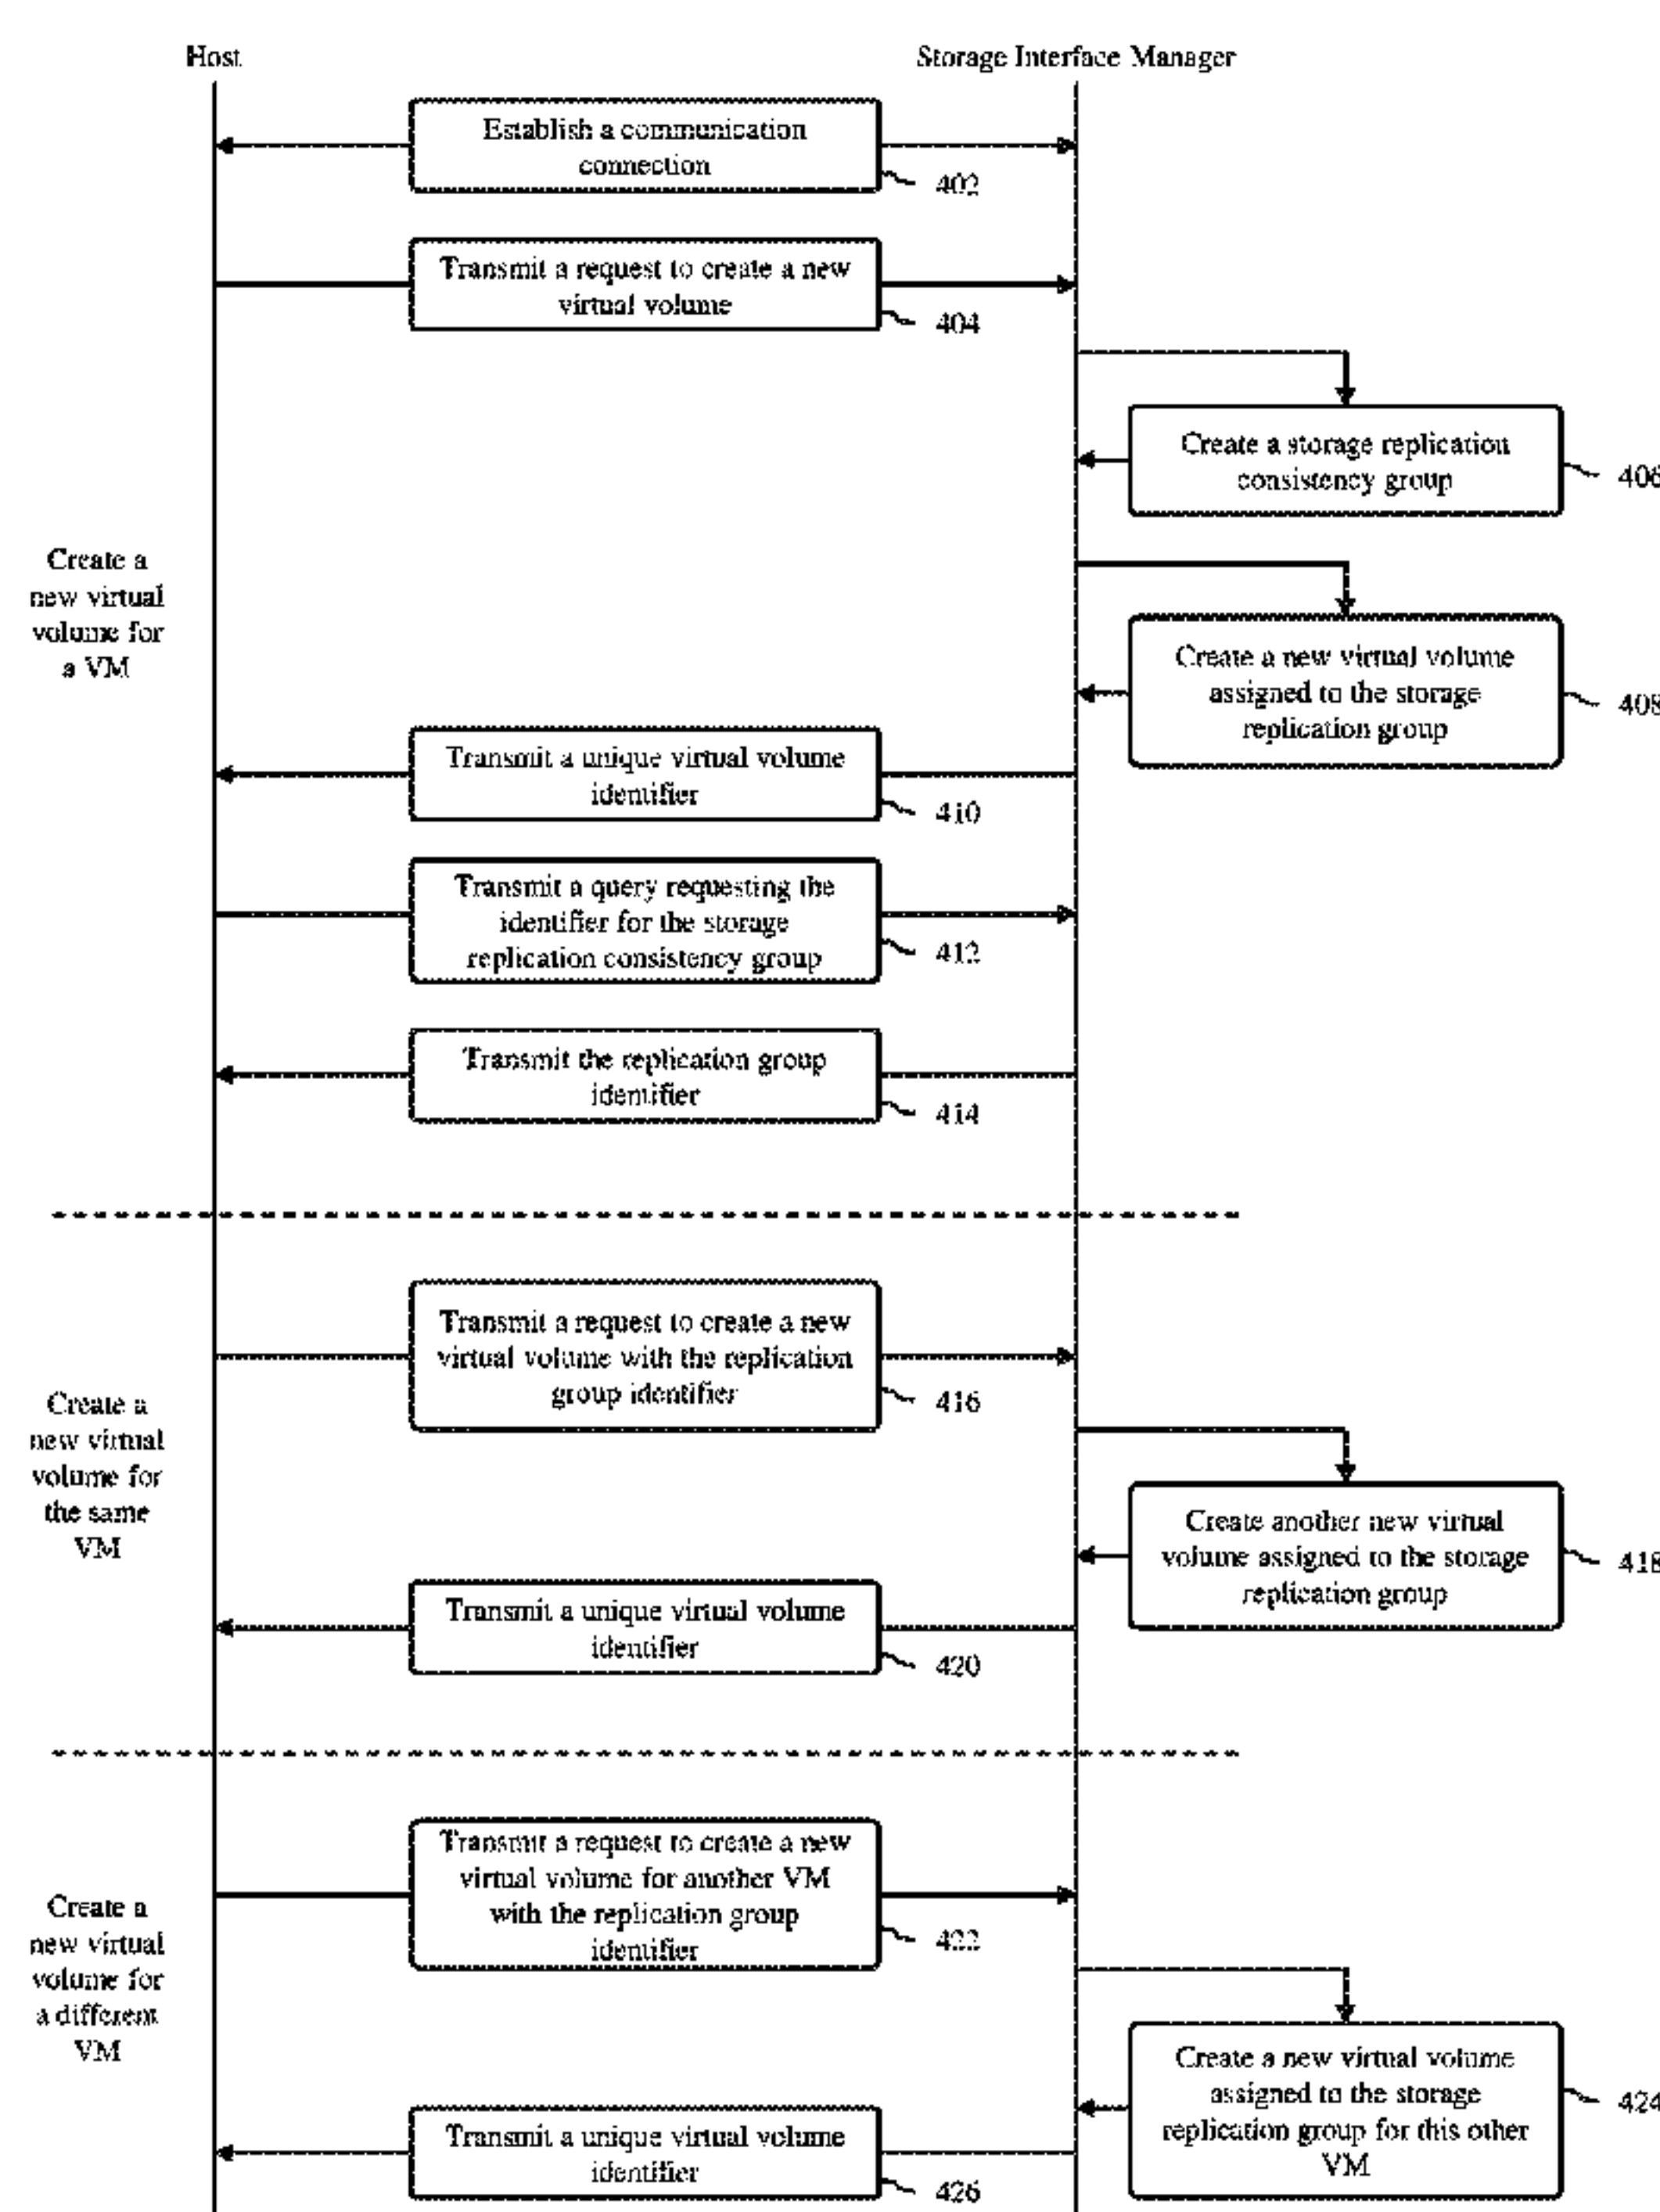 Host
Storage Interface Manager
Establish a communication
connection
402
Transmit a request to create a new
virtual volume
404
Create a storage replication
consistency group
406
Create a
new virtual
volume for
a VM
Create a new virtual volume
assigned to the storage
replication group
408
Transmit a unique virtual volume
identifier
410
Transmit a query requesting the
identifier for the storage
replication consistency group
412
Transmit the replication group
identifier
414
Transmit a request to create a new
virtual volume with the replication
group identifier
416
Create a
new virtual
volume for
the same
VM
Create another new virtual
volume assigned to the storage
replication group
418
Transmit a unique virtual volume
identifier
420
Transmit a request to create a new
virtual volume for another VM
with the replication group
identifier
422
Create a
new virtual
volume for
a different
VM
Create a new virtual volume
assigned to the storage
replication group for this other
VM
424
Transmit a unique virtual volume
identifier
426